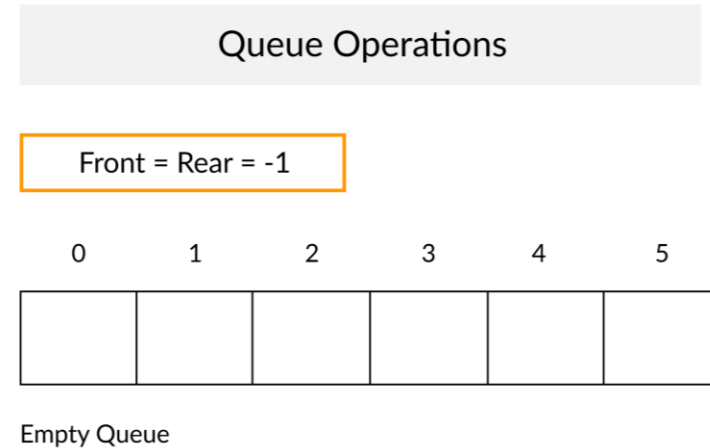 Queue Operations
Front = Rear = -1
0 1 2 3 4 5
Empty Queue